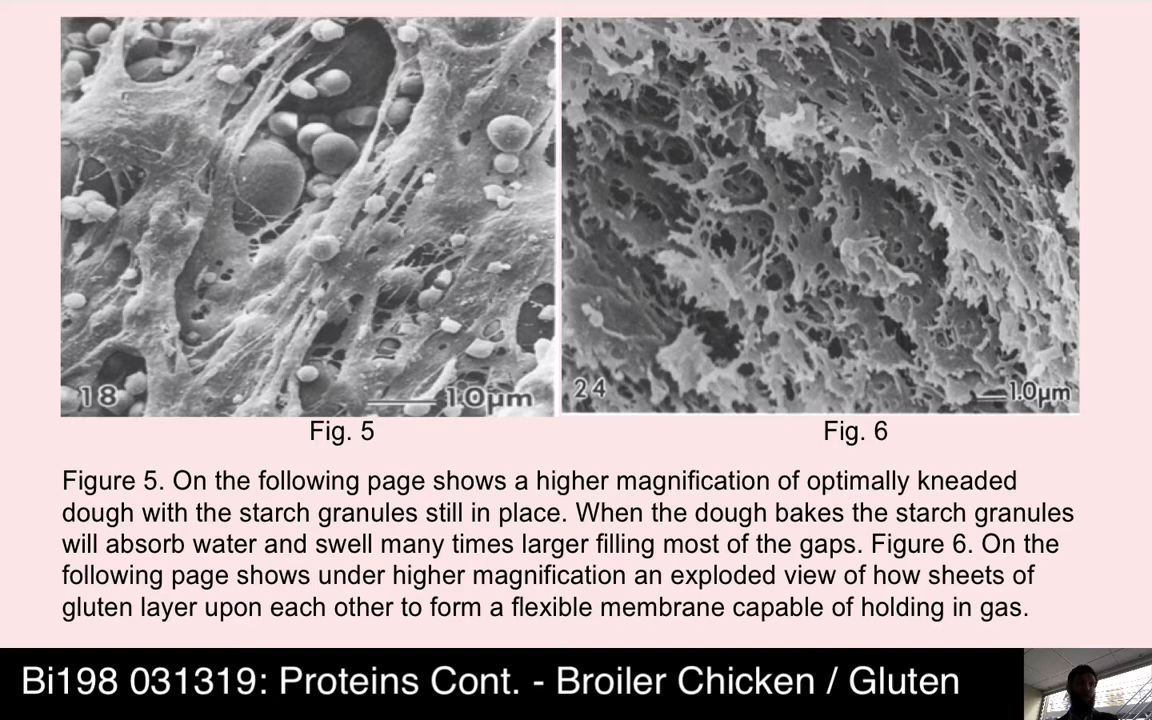 18
10µm
24
1.0µm
Fig. 5
Fig. 6
Figure 5. On the following page shows a higher magnification of optimally kneaded
dough with the starch granules still in place. When the dough bakes the starch granules
will absorb water and swell many times larger filling most of the gaps. Figure 6. On the
following page shows under higher magnification an exploded view of how sheets of
gluten layer upon each other to form a flexible membrane capable of holding in gas.
Bi198 031319: Proteins Cont. - Broiler Chicken / Gluten